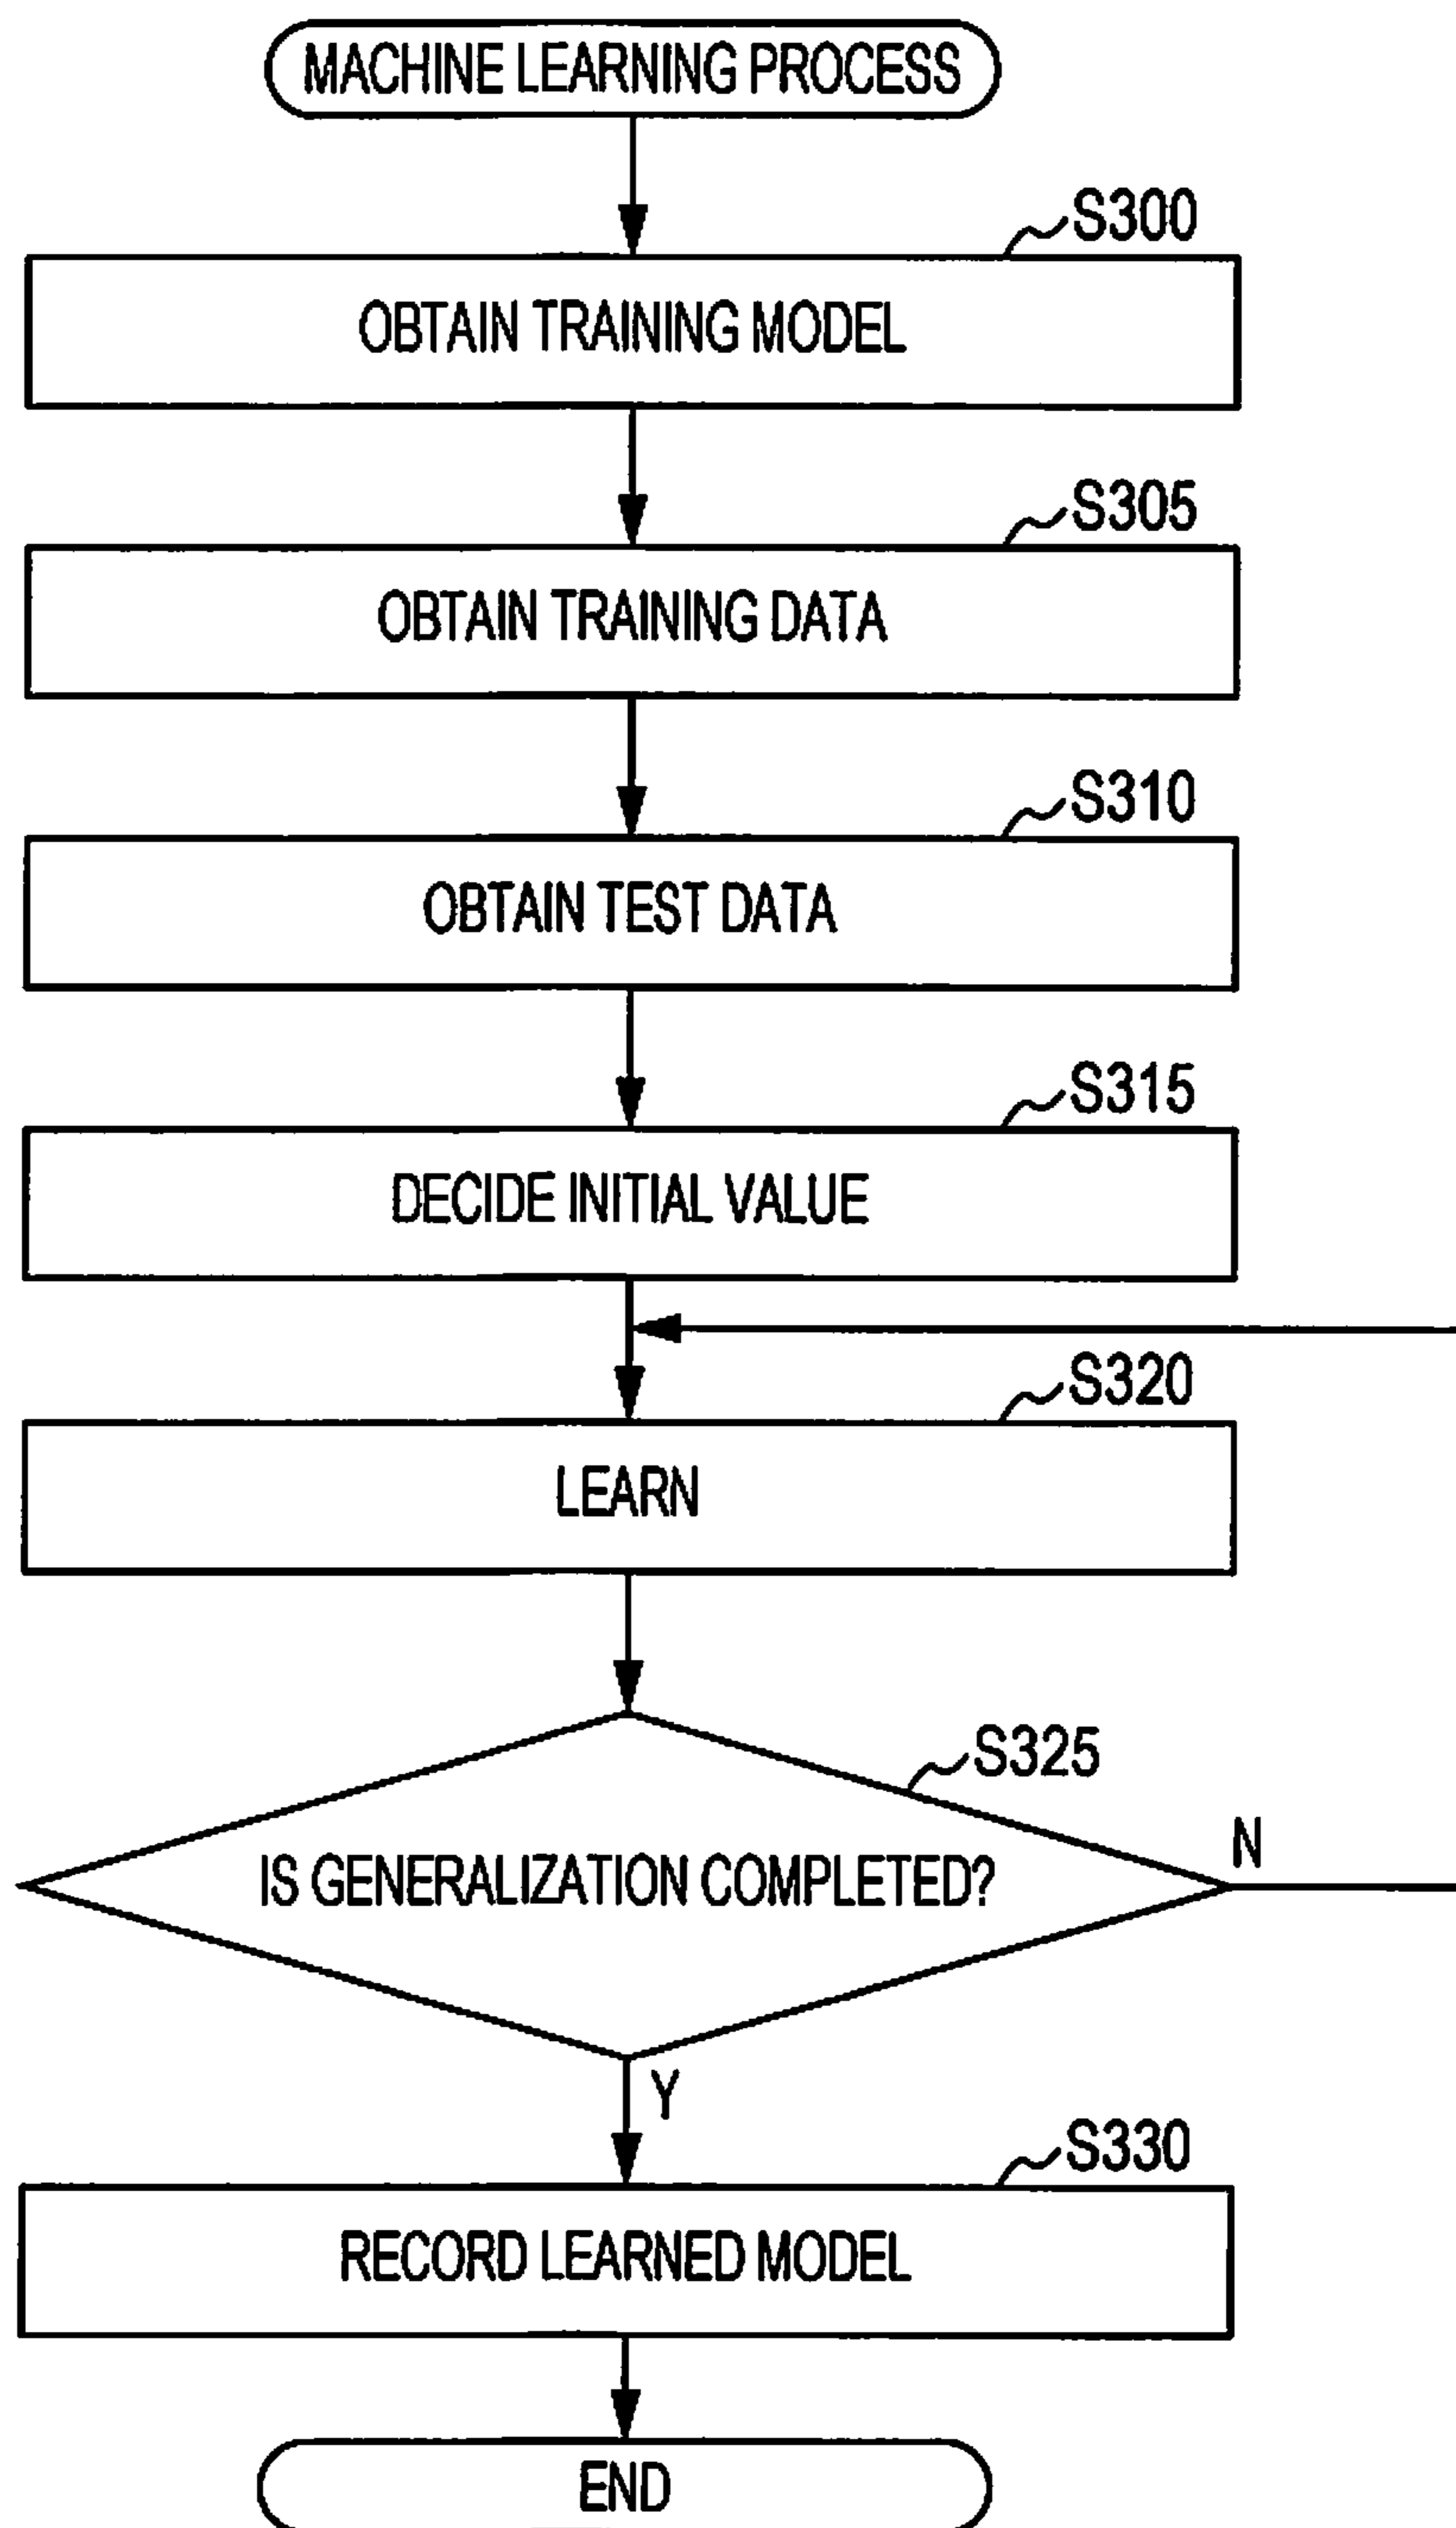 MACHINE LEARNING PROCESS
S300
OBTAIN TRAINING MODEL
S305
OBTAIN TRAINING DATA
S310
OBTAIN TEST DATA
S315
DECIDE INITIAL VALUE
S320
LEARN
S325
IS GENERALIZATION COMPLETED?
N
Y
S330
RECORD LEARNED MODEL
END